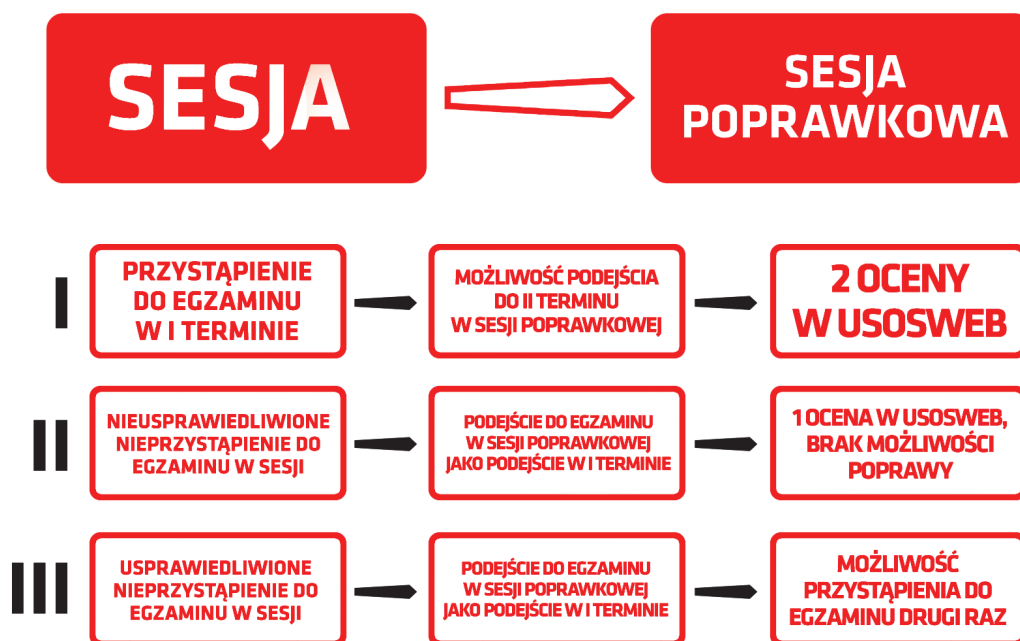 SESJA
SESJA
POPRAWKOWA
I
PRZYSTĄPIENIE
DO EGZAMINU
W I TERMINIE
MOŻLIWOŚĆ PODEJŚCIA
DO II TERMINU
W SESJI POPRAWKOWEJ
2 OCENY
W USOSWEB
II
NIEUSPRAWIEDLIWIONE
NIEPRZYSTĄPIENIE DO
EGZAMINU W SESJI
PODEJŚCIE DO EGZAMINU
W SESJI POPRAWKOWEJ
JAKO PODEJŚCIE W I TERMINIE
1 OCENA W USOSWEB,
BRAK MOŻLIWOŚCI
POPRAWY
III
USPRAWIEDLIWIONE
NIEPRZYSTĄPIENIE DO
EGZAMINU W SESJI
PODEJŚCIE DO EGZAMINU
W SESJI POPRAWKOWEJ
JAKO PODEJŚCIE W I TERMINIE
MOŻLIWOŚĆ
PRZYSTĄPIENIA DO
EGZAMINU DRUGI RAZ